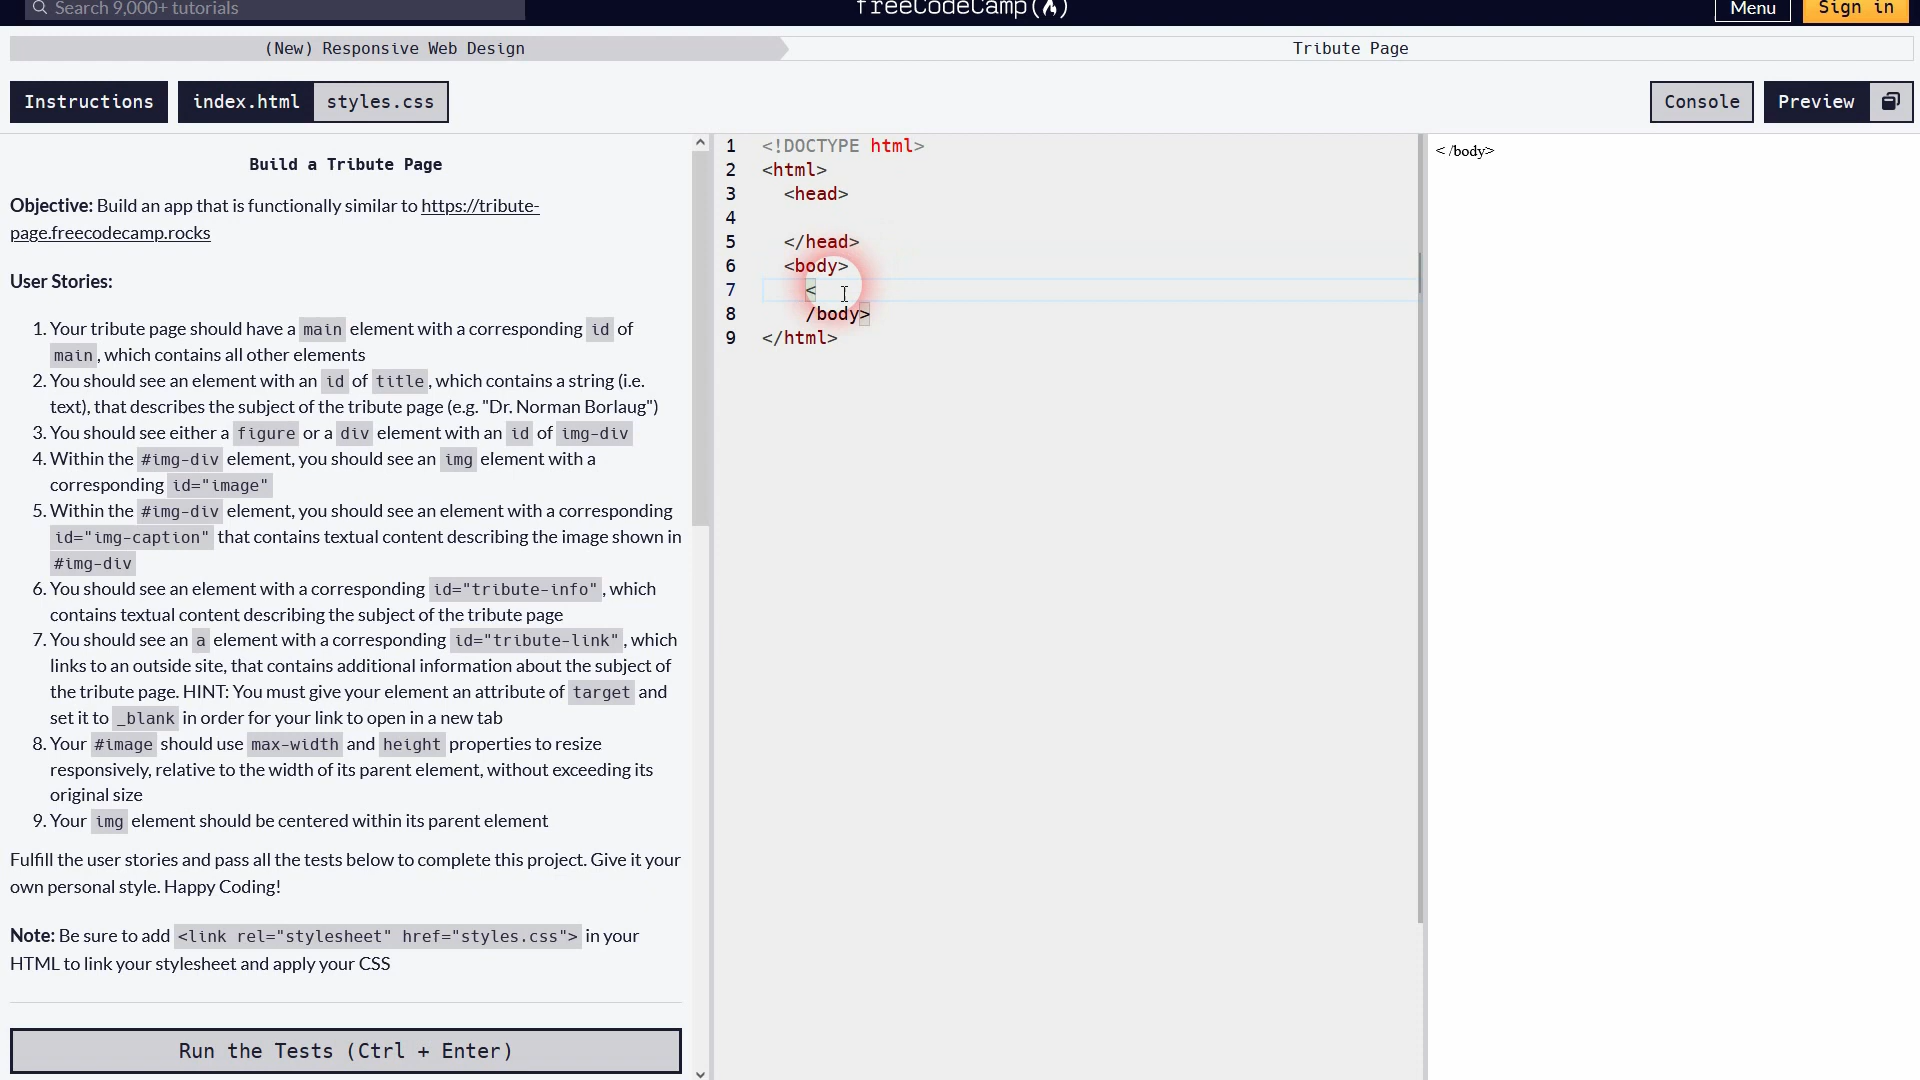 Search 9,000+ tutorials
freeCodeCamp
Menu
Sign in
(New) Responsive Web Design
Tribute Page
Instructions
index.html
styles.css
Console
Preview
Build a Tribute Page
Objective: Build an app that is functionally similar to https://tribute-
page.freecodecamp.rocks
User Stories:
1. Your tribute page should have a main element with a corresponding id of
main, which contains all other elements
2. You should see an element with an id of title, which contains a string (i.e.
text), that describes the subject of the tribute page (e.g. "Dr. Norman Borlaug")
3. You should see either a figure or a div element with an id of img-div
4. Within the #img-div element, you should see an img element with a
corresponding id="image"
5. Within the #img-div element, you should see an element with a corresponding
id="img-caption" that contains textual content describing the image shown in
#img-div
6. You should see an element with a corresponding id="tribute-info", which
contains textual content describing the subject of the tribute page
7. You should see an a element with a corresponding id="tribute-link", which
links to an outside site, that contains additional information about the subject of
the tribute page. HINT: You must give your element an attribute of target and
set it to _blank in order for your link to open in a new tab
8. Your #image should use max-width and height properties to resize
responsively, relative to the width of its parent element, without exceeding its
original size
9. Your img element should be centered within its parent element
Fulfill the user stories and pass all the tests below to complete this project. Give it your
own personal style. Happy Coding!
Note: Be sure to add <link rel="stylesheet" href="styles.css"> in your
HTML to link your stylesheet and apply your CSS
Run the Tests (Ctrl + Enter)
1 <!DOCTYPE html>
2 <html>
3 <head>
4
5 </head>
6 <body>
7 <
8 /body>
9 </html>
< /body>